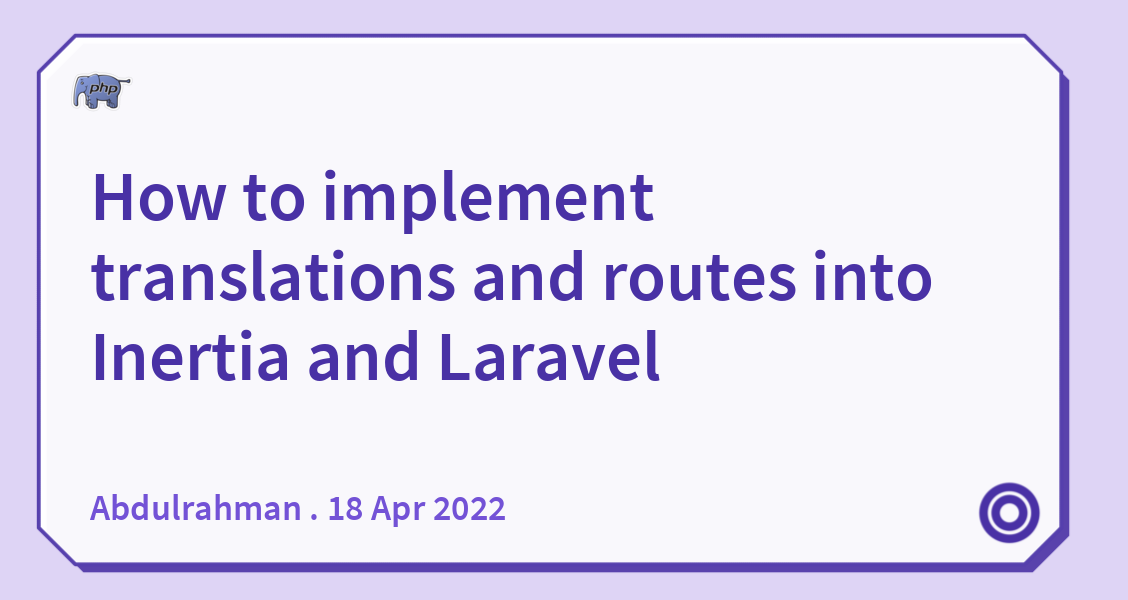 php
How to implement
translations and routes into
Inertia and Laravel
Abdulrahman . 18 Apr 2022